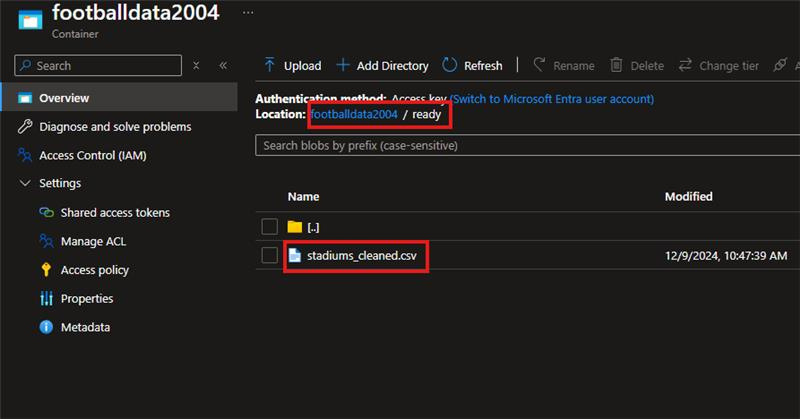 footballdata2004 ...
Container
Search
Overview
Diagnose and solve problems
Access Control (IAM)
Settings
Shared access tokens
Manage ACL
Access policy
Properties
Metadata
Upload Add Directory Refresh Rename Delete Change tier A
Authentication method: Access key (Switch to Microsoft Entra user account)
Location: footballdata2004 / ready
Search blobs by prefix (case-sensitive)
Name Modified
[..]
stadiums_cleaned.csv 12/9/2024, 10:47:39 AM